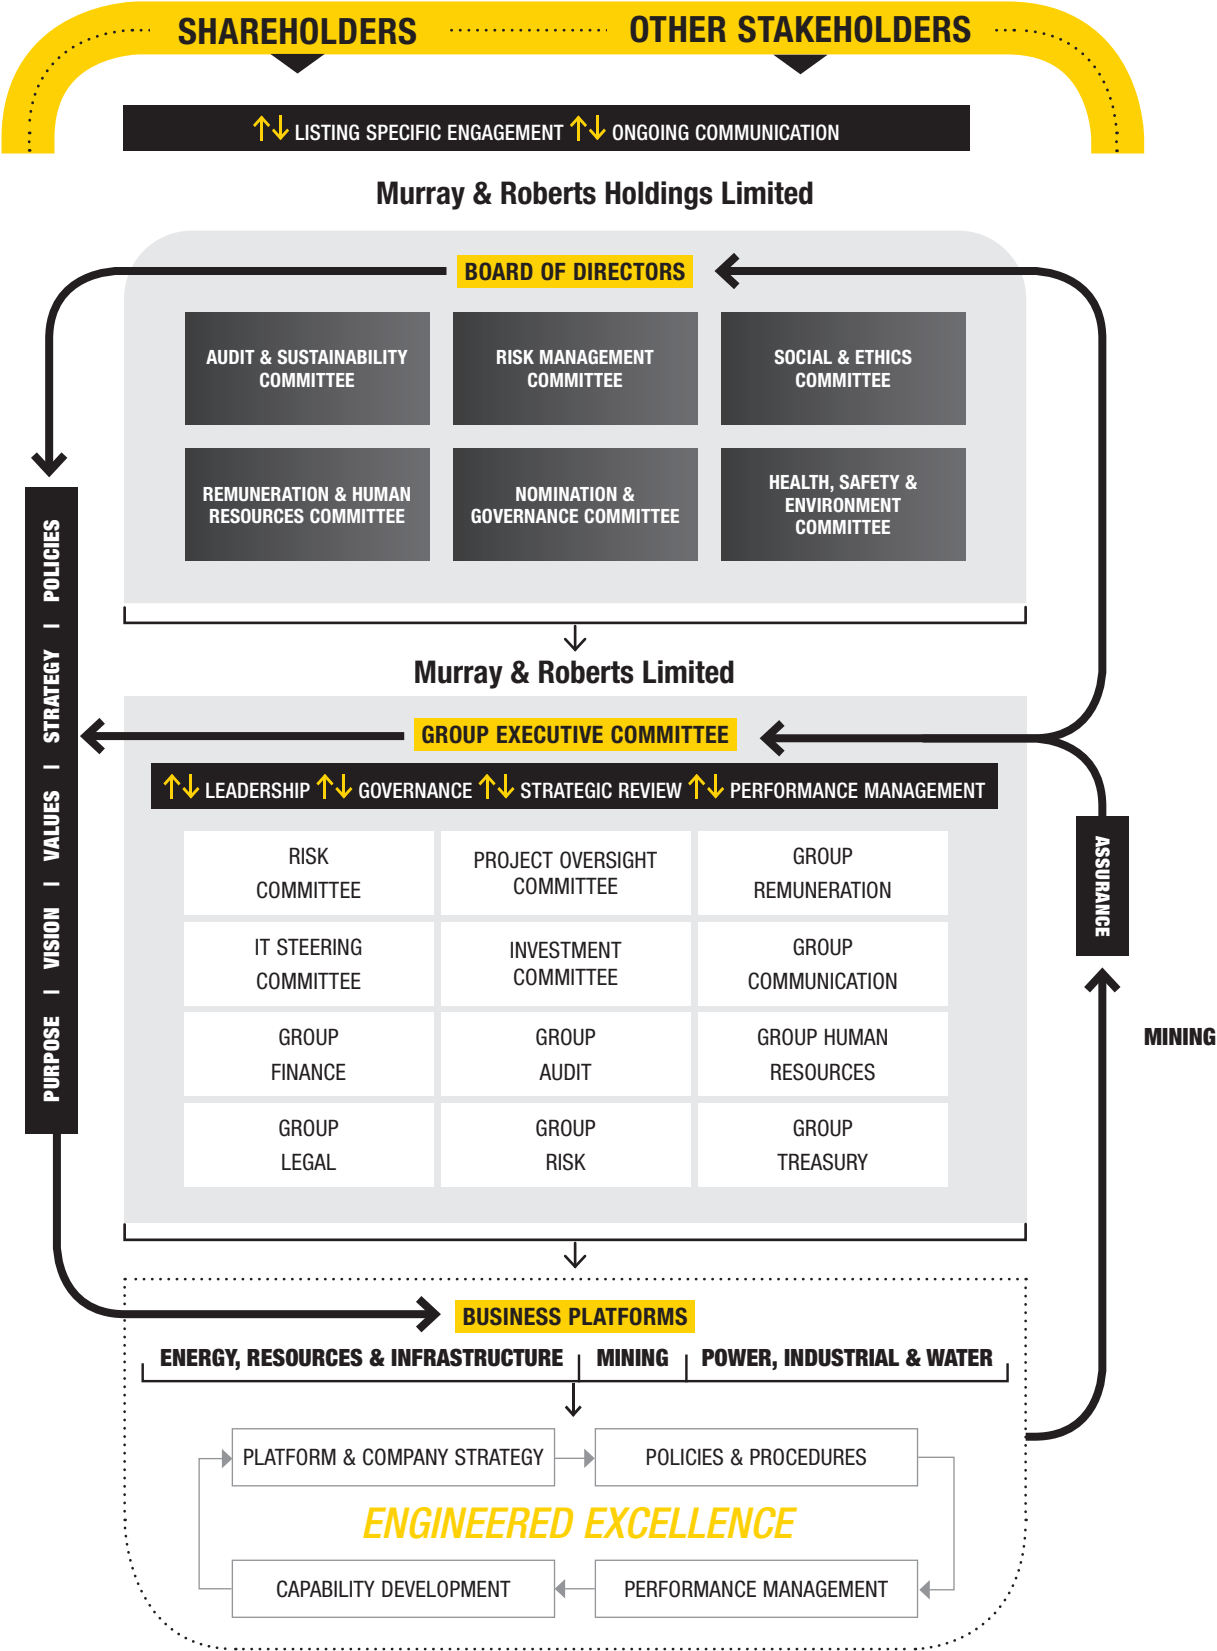 SHAREHOLDERS
OTHER STAKEHOLDERS
LISTING SPECIFIC ENGAGEMENT
ONGOING COMMUNICATION
Murray & Roberts Holdings Limited
BOARD OF DIRECTORS
AUDIT & SUSTAINABILITY
COMMITTEE
RISK MANAGEMENT
COMMITTEE
SOCIAL & ETHICS
COMMITTEE
REMUNERATION & HUMAN
RESOURCES COMMITTEE
NOMINATION &
GOVERNANCE COMMITTEE
HEALTH, SAFETY &
ENVIRONMENT
COMMITTEE
PURPOSE | VISION | VALUES | STRATEGY | POLICIES
Murray & Roberts Limited
GROUP EXECUTIVE COMMITTEE
LEADERSHIP
GOVERNANCE
STRATEGIC REVIEW
PERFORMANCE MANAGEMENT
RISK
COMMITTEE
PROJECT OVERSIGHT
COMMITTEE
GROUP
REMUNERATION
IT STEERING
COMMITTEE
INVESTMENT
COMMITTEE
GROUP
COMMUNICATION
GROUP
FINANCE
GROUP
AUDIT
GROUP HUMAN
RESOURCES
GROUP
LEGAL
GROUP
RISK
GROUP
TREASURY
ASSURANCE
MINING
BUSINESS PLATFORMS
ENERGY, RESOURCES & INFRASTRUCTURE
MINING
POWER, INDUSTRIAL & WATER
PLATFORM & COMPANY STRATEGY
POLICIES & PROCEDURES
ENGINEERED EXCELLENCE
CAPABILITY DEVELOPMENT
PERFORMANCE MANAGEMENT